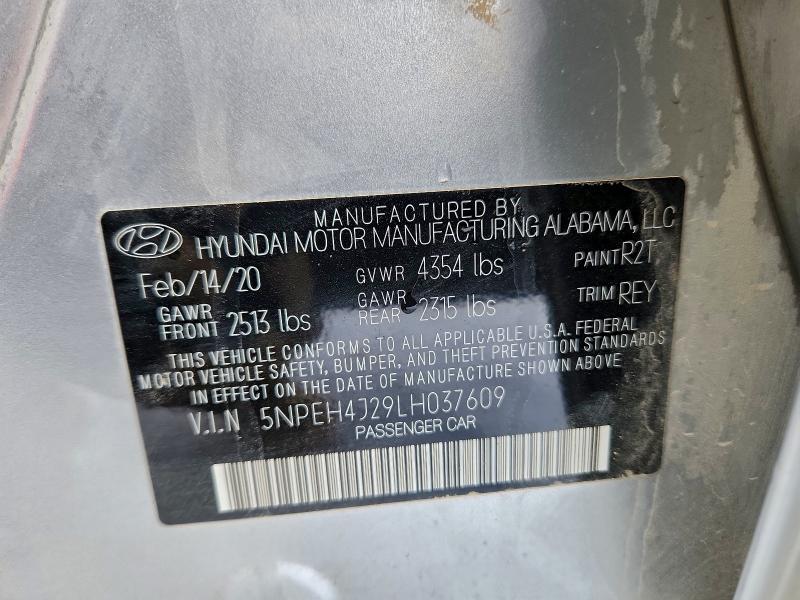 MANUFACTURED BY
HYUNDAI MOTOR MANUFACTURING ALABAMA, LLC
Feb/14/20 GVWR 4354 lbs PAINT R2T
GAWR FRONT 2513 lbs GAWR REAR 2315 lbs TRIM REY
THIS VEHICLE CONFORMS TO ALL APPLICABLE U.S.A. FEDERAL
MOTOR VEHICLE SAFETY, BUMPER, AND THEFT PREVENTION STANDARDS
IN EFFECT ON THE DATE OF MANUFACTURE SHOWN ABOVE
V.I.N 5NPEH4J29LH037609
PASSENGER CAR